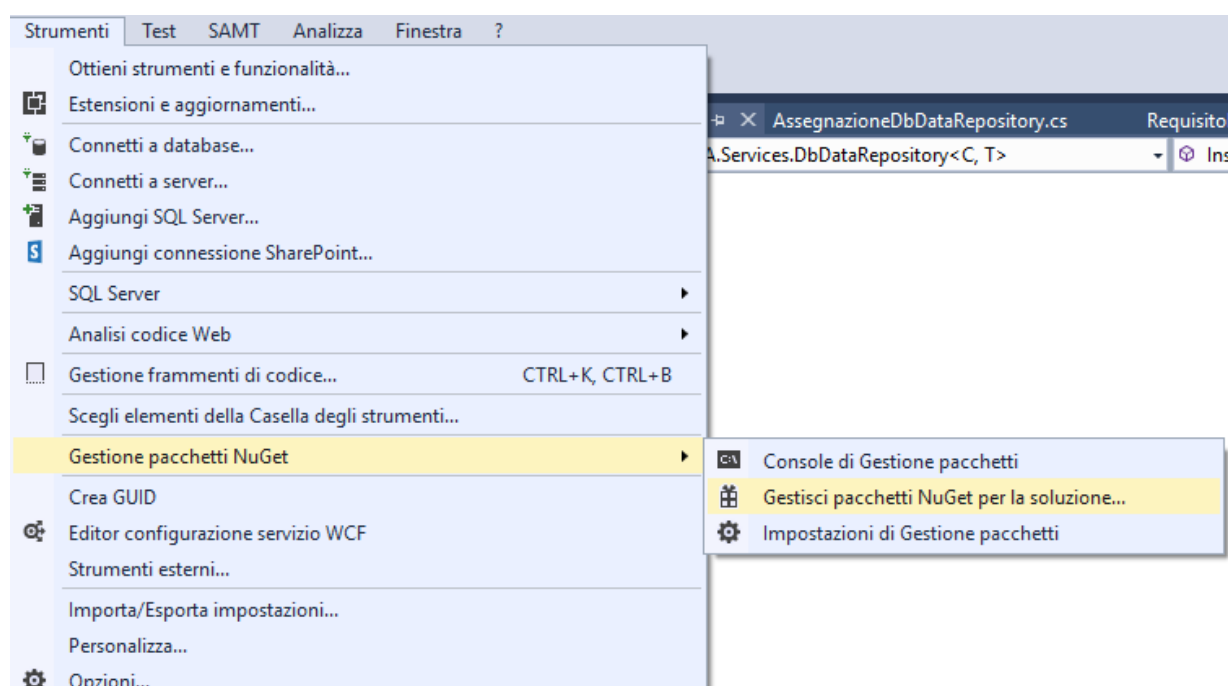 Strumenti Test SAMT Analizza Finestra ?
Ottieni strumenti e funzionalità...
Estensioni e aggiornamenti...
AssegnazioneDbDataRepository.cs Requisito
Connetti a database...
A.Services.DbDataRepository<C, T> Ins
Connetti a server...
Aggiungi SQL Server...
Aggiungi connessione SharePoint...
SQL Server
Analisi codice Web
Gestione frammenti di codice... CTRL+K, CTRL+B
Scegli elementi della Casella degli strumenti...
Gestione pacchetti NuGet
Console di Gestione pacchetti
Gestisci pacchetti NuGet per la soluzione...
Impostazioni di Gestione pacchetti
Crea GUID
Editor configurazione servizio WCF
Strumenti esterni...
Importa/Esporta impostazioni...
Personalizza...
Opzioni...